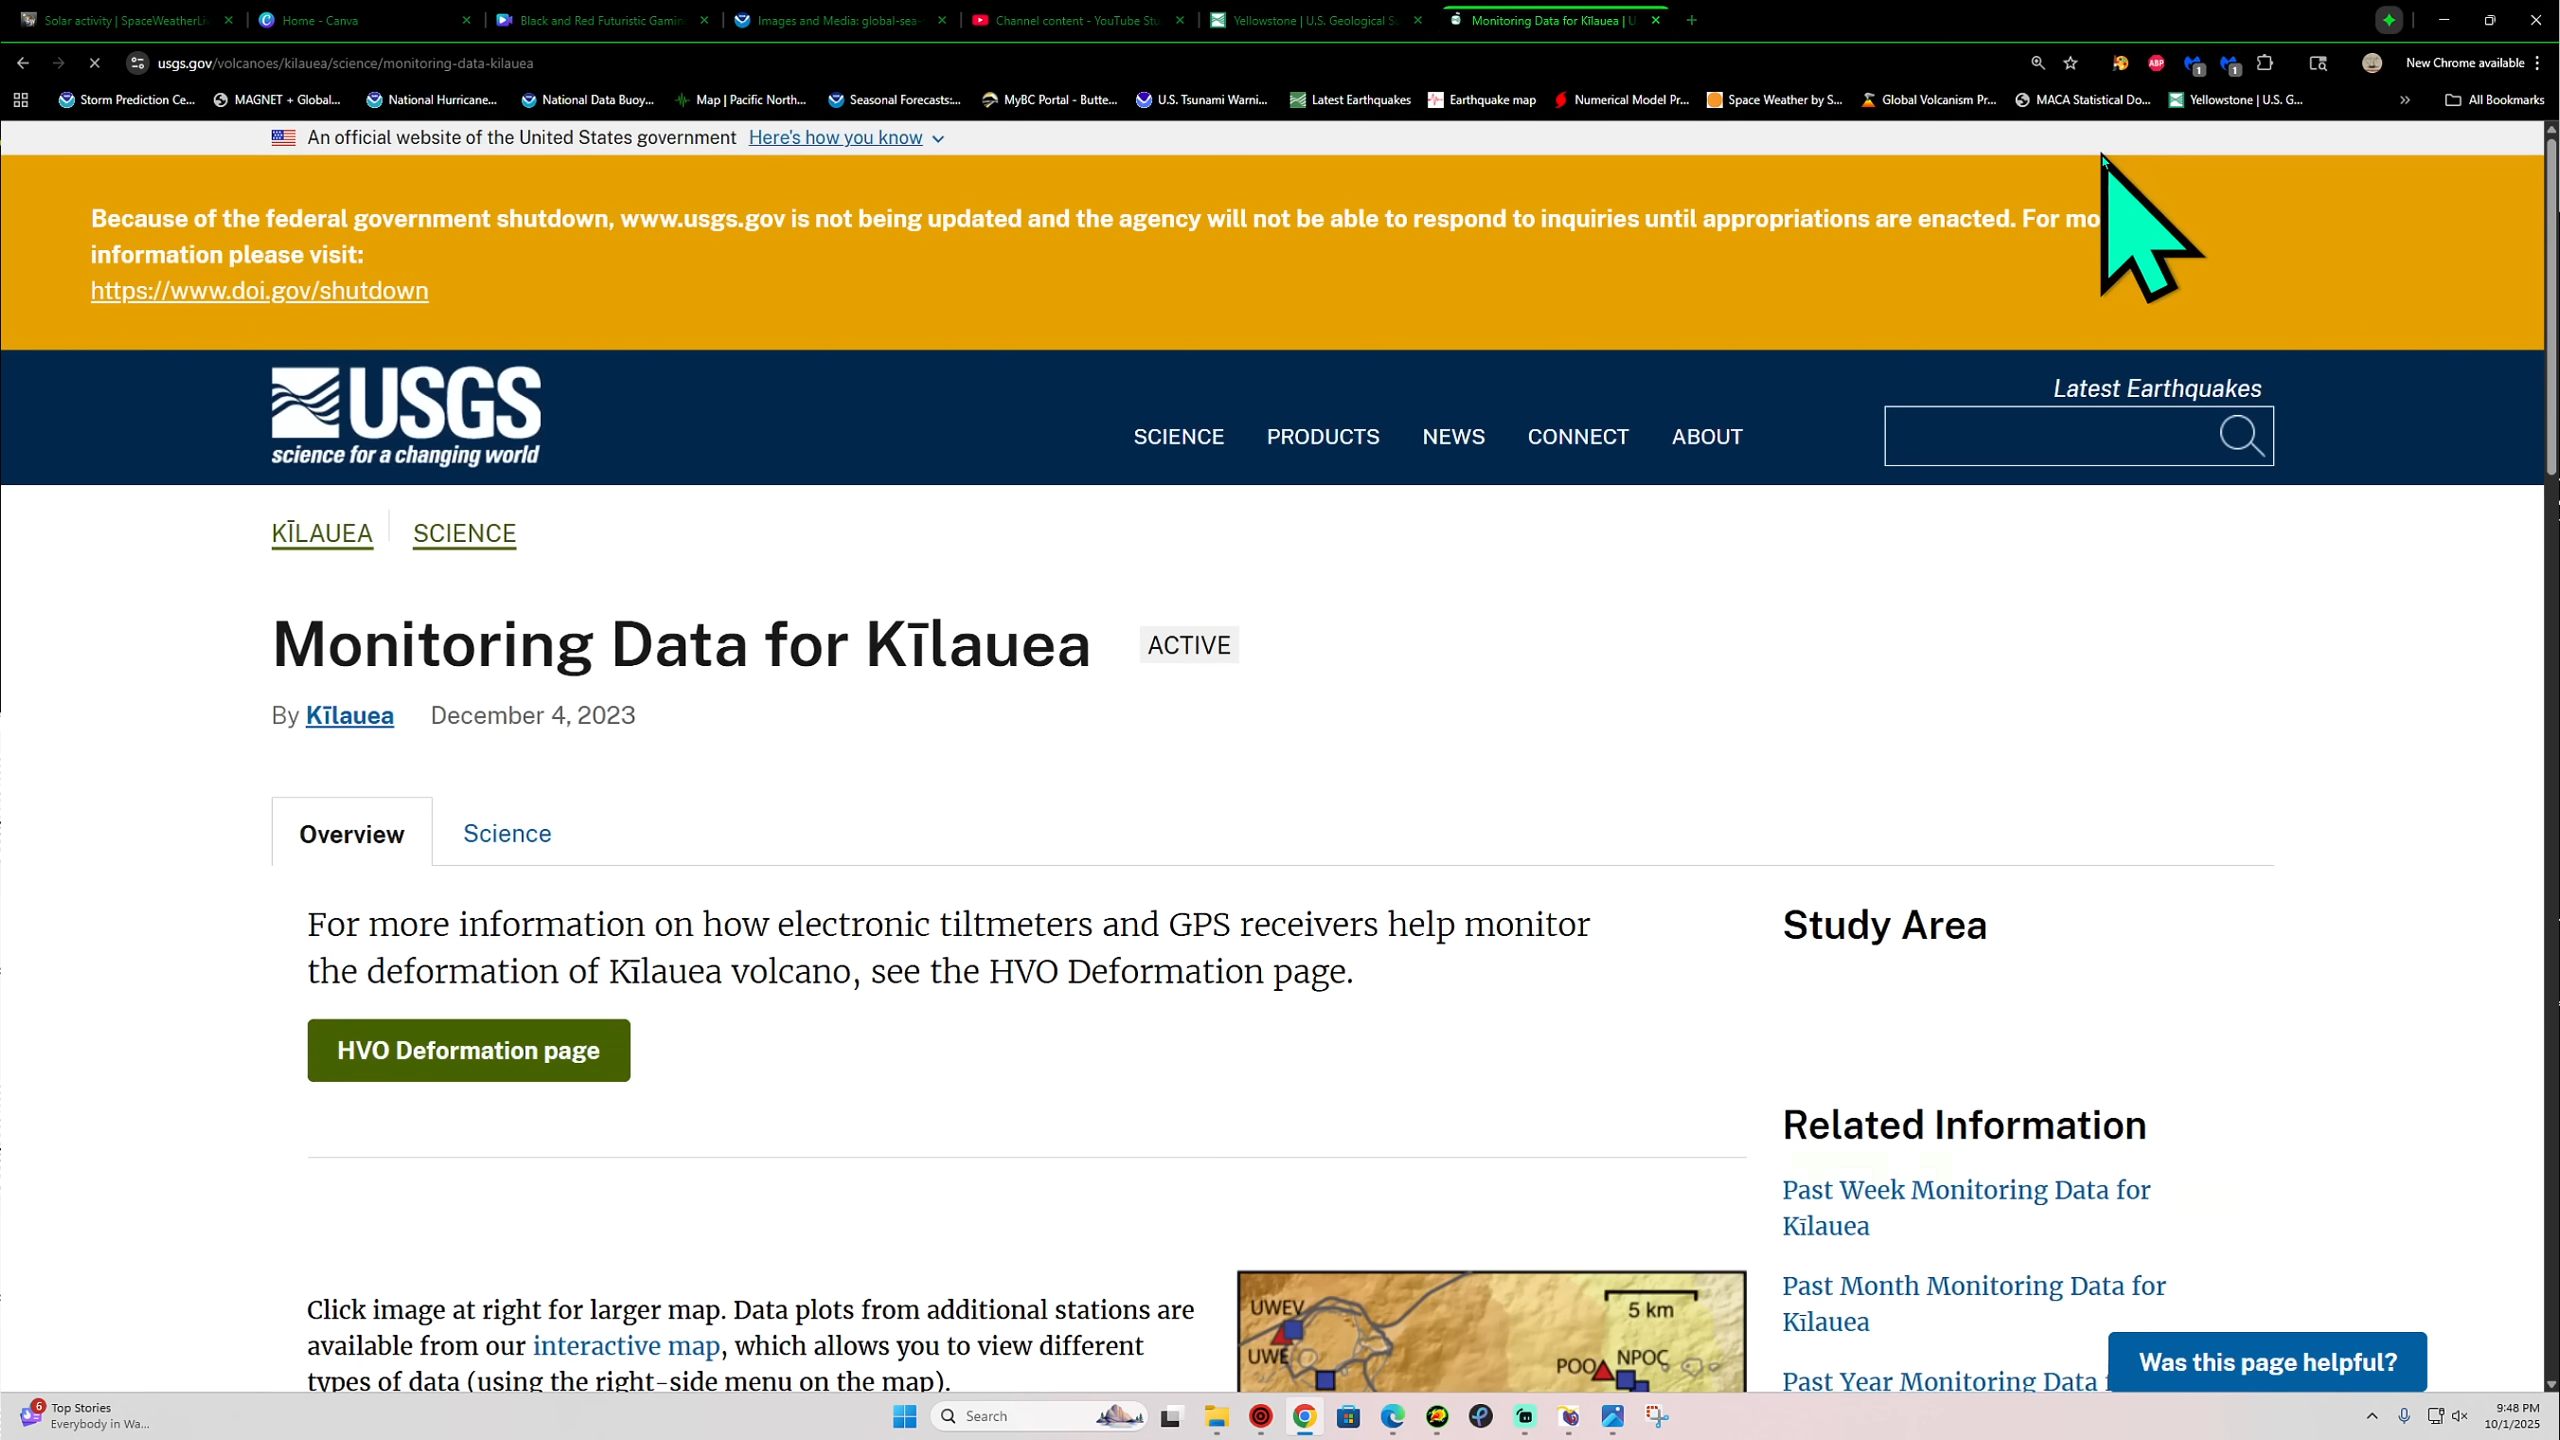 Solar activity | SpaceWeatherLi
Home - Canva
Black and Red Futuristic Gamin
Images and Media: global-sea-
Channel content - YouTube Stu
Yellowstone | U.S. Geological S
Monitoring Data for Kīlauea | U
usgs.gov/volcanoes/kilauea/science/monitoring-data-kilauea
ABP
1
1
New Chrome available
Storm Prediction Ce...
MAGNET + Global...
National Hurricane...
National Data Buoy...
Map | Pacific North...
Seasonal Forecasts:...
MyBC Portal - Butte...
U.S. Tsunami Warni...
Latest Earthquakes
Earthquake map
Numerical Model Pr...
Space Weather by S...
Global Volcanism Pr...
MACA Statistical Do...
Yellowstone | U.S. G...
»
All Bookmarks
An official website of the United States government Here's how you know
Because of the federal government shutdown, www.usgs.gov is not being updated and the agency will not be able to respond to inquiries until appropriations are enacted. For mo
information please visit:
https://www.doi.gov/shutdown
USGS
science for a changing world
SCIENCE PRODUCTS NEWS CONNECT ABOUT
Latest Earthquakes
KĪLAUEA SCIENCE
Monitoring Data for Kīlauea ACTIVE
By Kīlauea December 4, 2023
Overview Science
For more information on how electronic tiltmeters and GPS receivers help monitor
the deformation of Kīlauea volcano, see the HVO Deformation page.
HVO Deformation page
Click image at right for larger map. Data plots from additional stations are
available from our interactive map, which allows you to view different
types of data (using the right-side menu on the map).
UWEV
UWE
5 km
POO NPOC
Study Area
Related Information
Past Week Monitoring Data for
Kīlauea
Past Month Monitoring Data for
Kīlauea
Past Year Monitoring Data
Was this page helpful?
6
Top Stories
Everybody in Wa...
Search
9:48 PM
10/1/2025